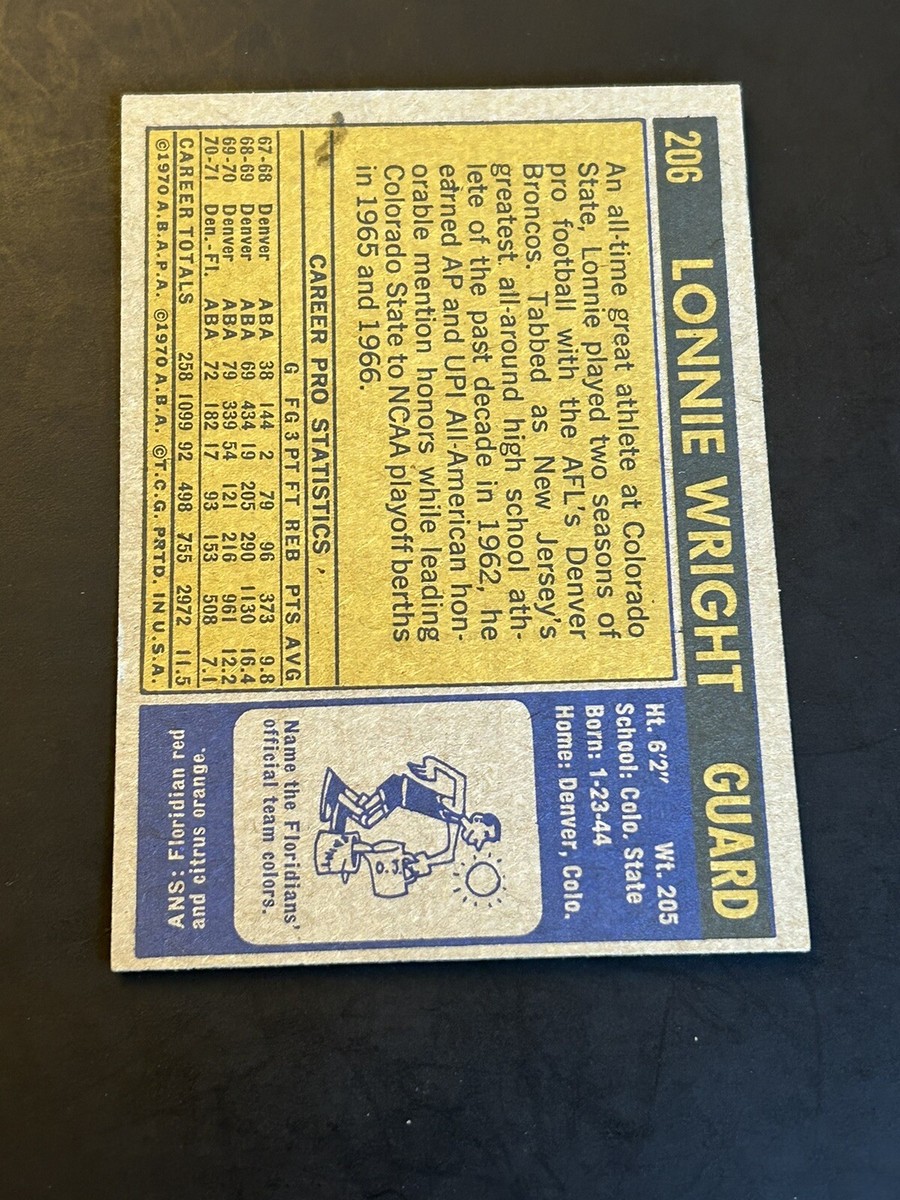 206 LONNIE WRIGHT GUARD
An all-time great athlete at Colorado
State, Lonnie played two seasons of
pro football with the AFL's Denver
Broncos. Tabbed as New Jersey's
greatest all-around high school ath-
lete of the past decade in 1962, he
earned AP and UPI All-American hon-
orable mention honors while leading
Colorado State to NCAA playoff berths
in 1965 and 1966.
CAREER PRO STATISTICS
G FG 3PT FT REB PTS AVG
67-68 Denver ABA 38 144 2 79 96 373 9.8
68-69 Denver ABA 69 434 19 205 290 1130 16.4
69-70 Denver ABA 79 339 54 121 216 961 12.2
70-71 Den.-Fl. ABA 72 182 17 93 153 508 7.1
CAREER TOTALS 258 1099 92 498 755 2972 11.5
©1970 A.B.A.P.A. ©1970 A.B.A. ©T.C.G. PRTD. IN U.S.A.
Ht. 6'2" Wt. 205
School: Colo. State
Born: 1-23-44
Home: Denver, Colo.
Name the Floridians'
official team colors.
ANS: Floridian red
and citrus orange.